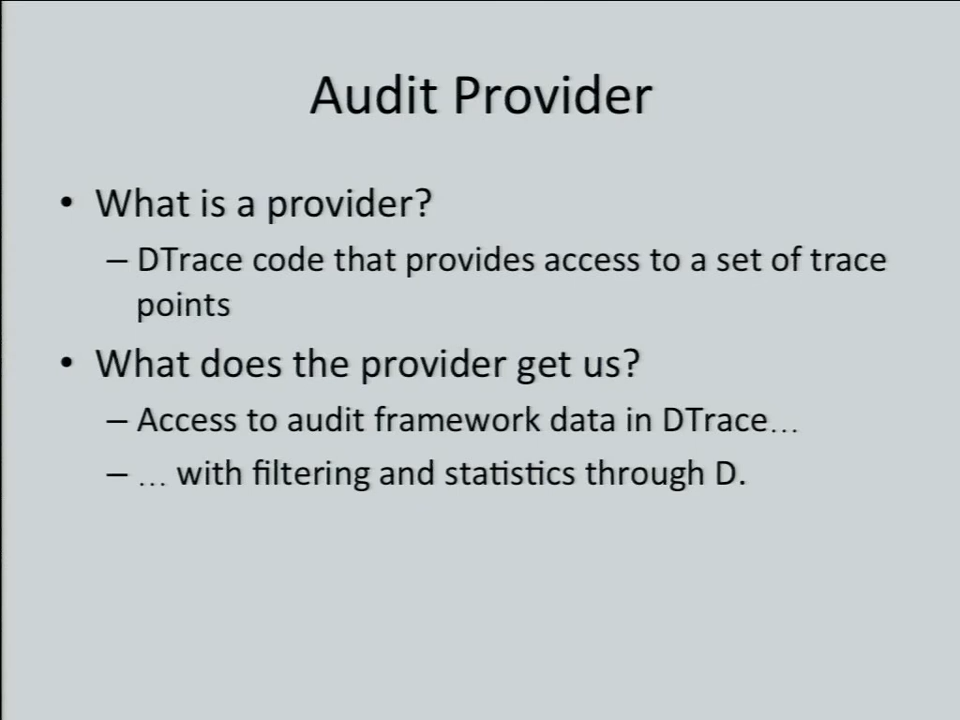 Audit Provider
• What is a provider?
– DTrace code that provides access to a set of trace
points
• What does the provider get us?
– Access to audit framework data in DTrace…
– … with filtering and statistics through D.